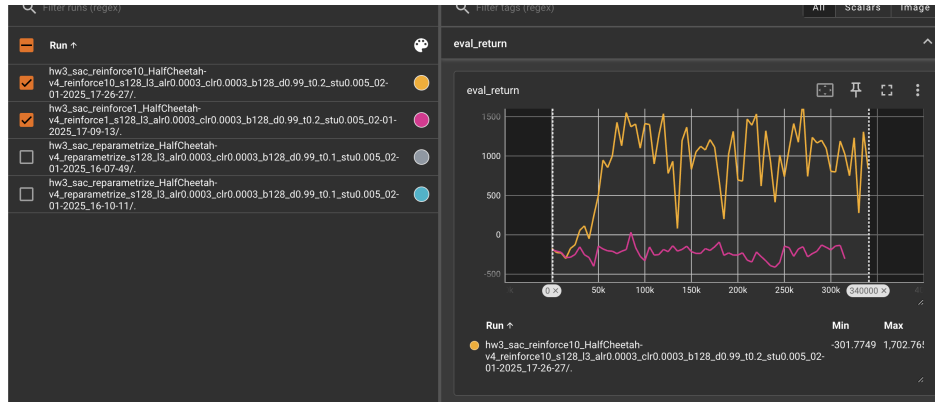 Filter runs (regex)
Run ↑
hw3_sac_reinforce10_HalfCheetah-
v4_reinforce10_s128_l3_alr0.0003_clr0.0003_b128_d0.99_t0.2_stu0.005_02-
01-2025_17-26-27/.
hw3_sac_reinforce1_HalfCheetah-
v4_reinforce1_s128_l3_alr0.0003_clr0.0003_b128_d0.99_t0.2_stu0.005_02-01-
2025_17-09-13/.
hw3_sac_reparametrize_HalfCheetah-
v4_reparametrize_s128_l3_alr0.0003_clr0.0003_b128_d0.99_t0.1_stu0.005_02-
01-2025_16-07-49/.
hw3_sac_reparametrize_HalfCheetah-
v4_reparametrize_s128_l3_alr0.0003_clr0.0003_b128_d0.99_t0.1_stu0.005_02-
01-2025_16-10-11/.
Filter tags (regex)
All Scalars Image
eval_return
eval_return
1500
1000
500
0
-500
0 × 50k 100k 150k 200k 250k 300k 340000 ×
Run ↑ Min Max
hw3_sac_reinforce10_HalfCheetah- -301.7749 1,702.765
v4_reinforce10_s128_l3_alr0.0003_clr0.0003_b128_d0.99_t0.2_stu0.005_02-
01-2025_17-26-27/.